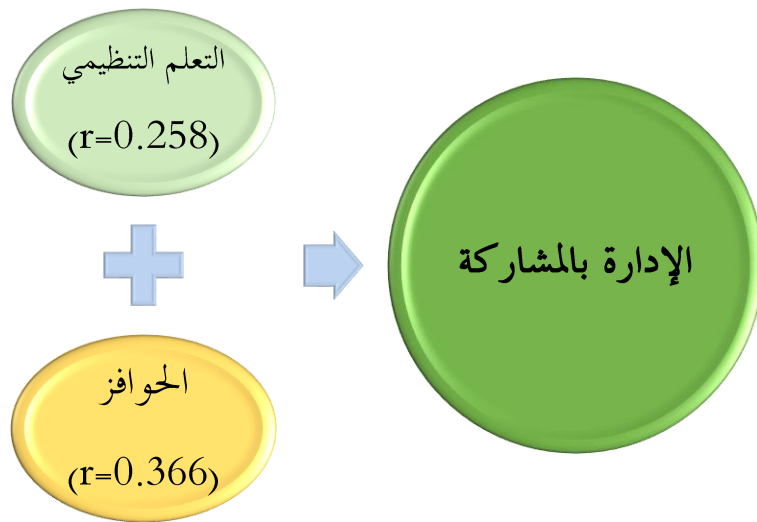 التعلم التنظيمي
(r=0.258)
الحوافز
(r=0.366)
الإدارة بالمشاركة